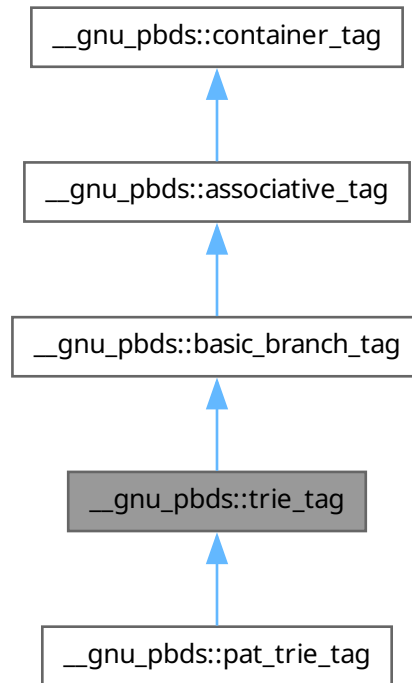 __gnu_pbds::container_tag
__gnu_pbds::associative_tag
__gnu_pbds::basic_branch_tag
__gnu_pbds::trie_tag
__gnu_pbds::pat_trie_tag